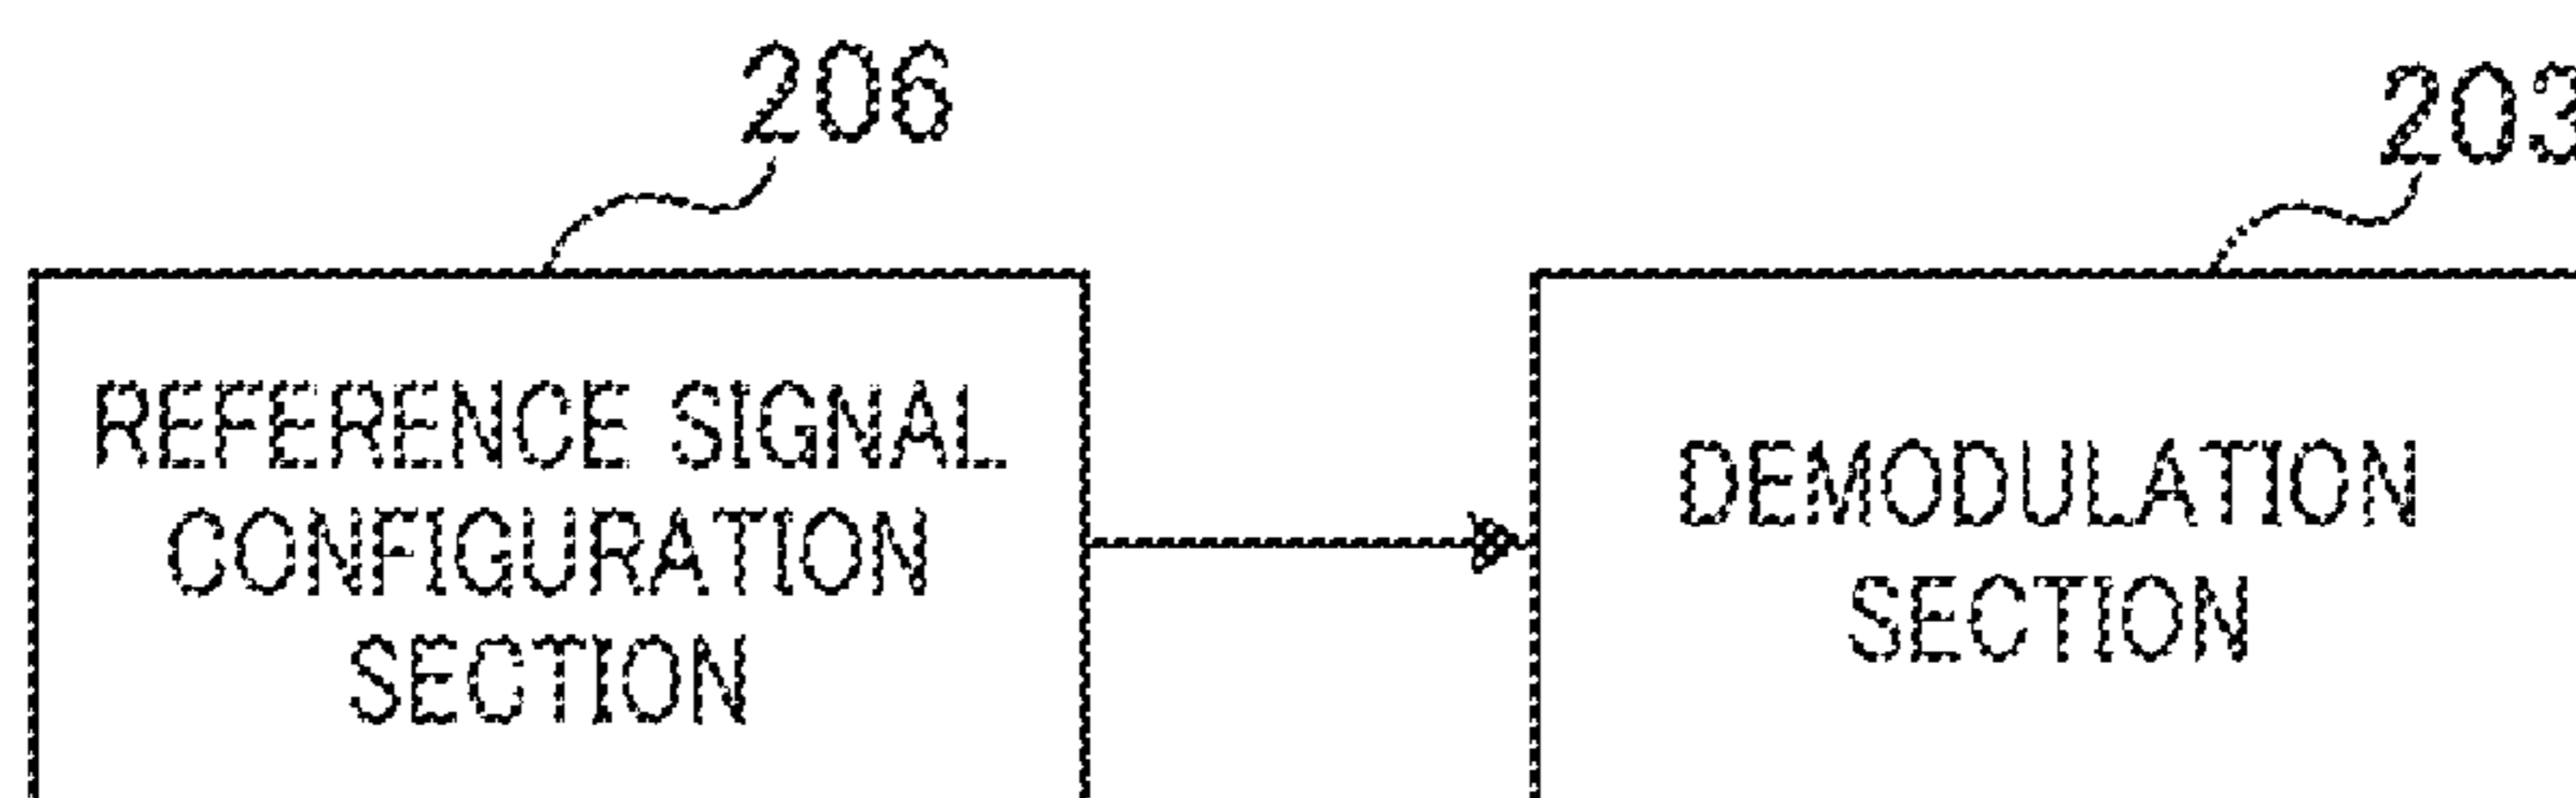 206
203
REFERENCE SIGNAL
CONFIGURATION
SECTION
DEMODULATION
SECTION